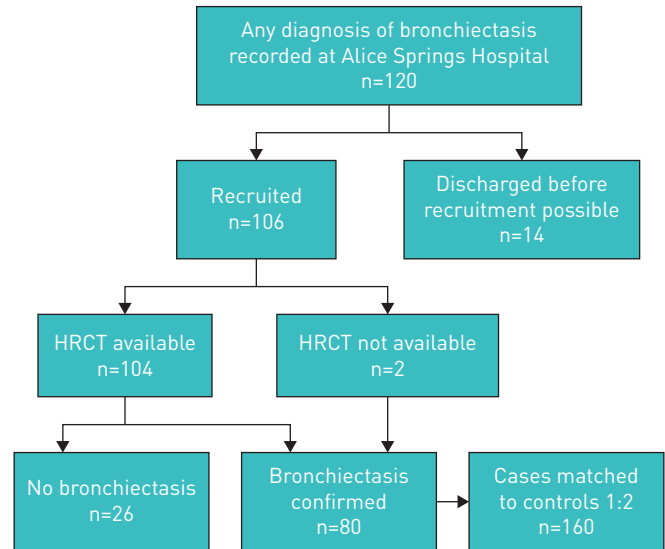 Any diagnosis of bronchiectasis
recorded at Alice Springs Hospital
n=120
Recruited
n=106
Discharged before
recruitment possible
n=14
HRCT available
n=104
HRCT not available
n=2
No bronchiectasis
n=26
Bronchiectasis
confirmed
n=80
Cases matched
to controls 1:2
n=160